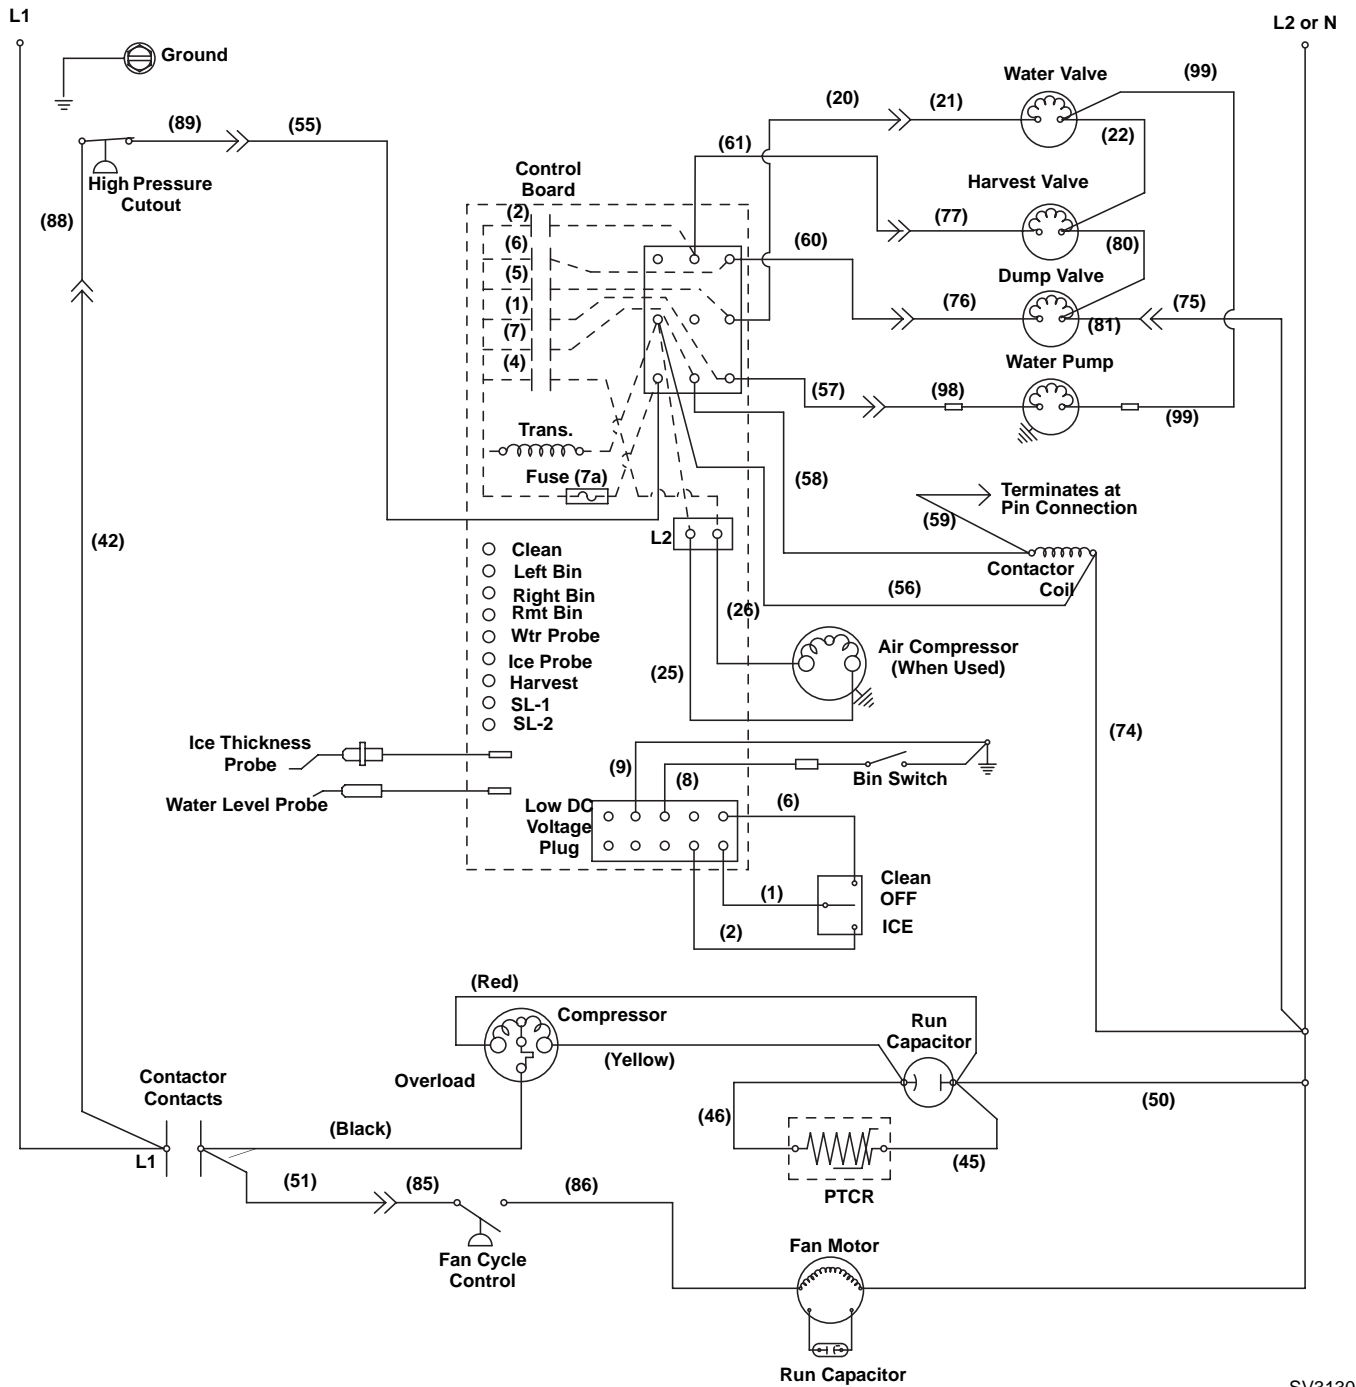 L1
L2 or N
Ground
Water Valve
(99)
(20)
(21)
(89)
(55)
(61)
(22)
High Pressure
Cutout
Control
Board
Harvest Valve
(88)
(2)
(77)
(6)
(60)
(80)
(5)
Dump Valve
(1)
(76)
(75)
(7)
(81)
(4)
Water Pump
(57)
(98)
(99)
Trans.
Fuse (7a)
(58)
Terminates at
Pin Connection
(59)
L2
(42)
Clean
Left Bin
Right Bin
Rmt Bin
Wtr Probe
Ice Probe
Harvest
SL-1
SL-2
Contactor
Coil
(56)
(26)
Air Compressor
(When Used)
(25)
(74)
Ice Thickness
Probe
(9)
(8)
Bin Switch
Water Level Probe
Low DC
Voltage
Plug
(6)
Clean
OFF
ICE
(1)
(2)
(Red)
Compressor
Run
Capacitor
(Yellow)
Overload
Contactor
Contacts
(46)
(50)
(Black)
L1
(45)
(51)
(85)
(86)
PTCR
Fan Cycle
Control
Fan Motor
Run Capacitor
SV3130